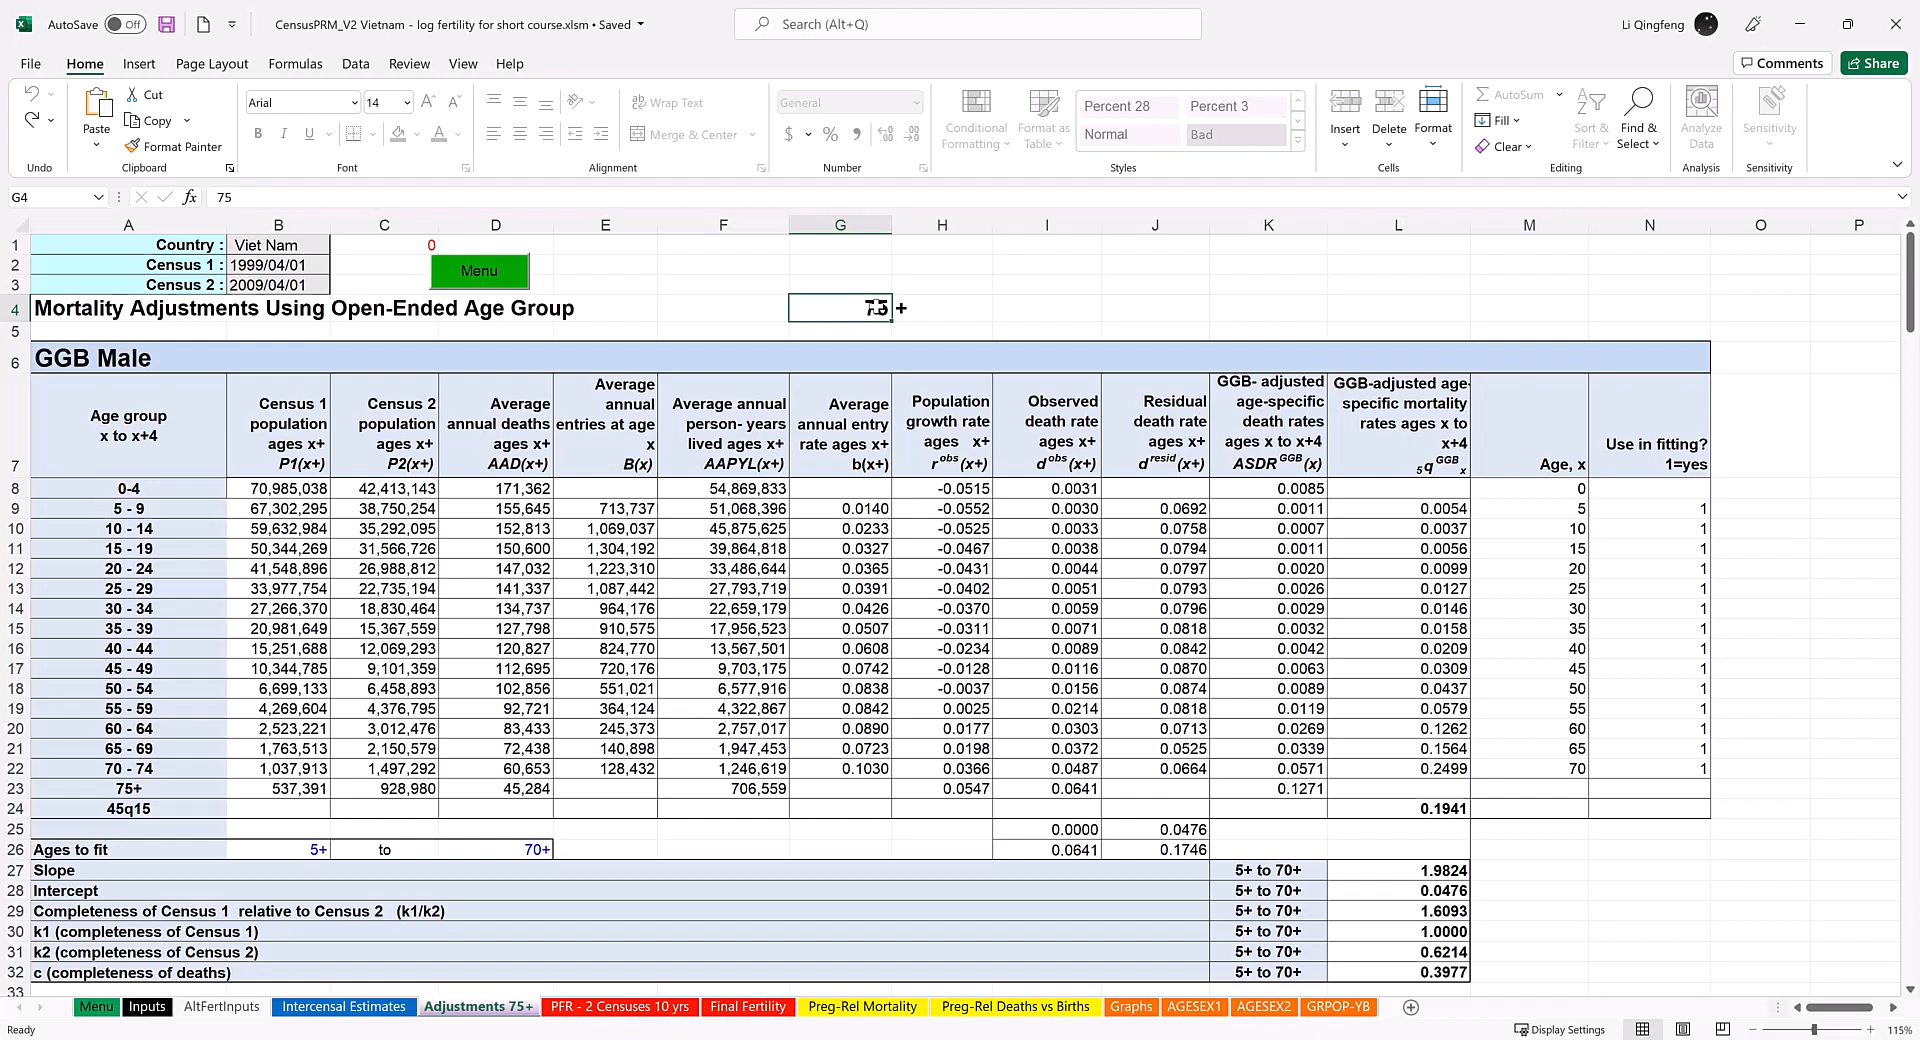 AutoSave Off CensusPRM_V2 Vietnam - log fertility for short course.xlsm • Saved Search (Alt+Q) Li Qingfeng
File Home Insert Page Layout Formulas Data Review View Help Comments Share
Cut Copy Format Painter Paste Arial 14 Wrap Text Merge & Center General
B I U $ % Conditional Formatting Format as Table Percent 28 Percent 3 Normal Bad Insert Delete Format AutoSum Fill Clear Sort & Filter Find & Select Analyze Data Sensitivity
Undo Clipboard Font Alignment Number Styles Cells Editing Analysis Sensitivity
G4 fx 75
A B C D E F G H I J K L M N O P
1 Country : Viet Nam 0
2 Census 1 : 1999/04/01 Menu
3 Census 2 : 2009/04/01
4 Mortality Adjustments Using Open-Ended Age Group 75 +
5
6 GGB Male
7 Age group x to x+4 Census 1 population ages x+ P1(x+) Census 2 population ages x+ P2(x+) Average annual deaths ages x+ AAD(x+) Average annual entries at age x B(x) Average annual person- years lived ages x+ AAPYL(x+) Average annual entry rate ages x+ b(x+) Population growth rate ages x+ r obs (x+) Observed death rate ages x+ d obs (x+) Residual death rate ages x+ d resid (x+) GGB- adjusted age-specific death rates ages x to x+4 ASDR GGB (x) GGB-adjusted age-specific mortality rates ages x to x+4 5q GGB x Age, x Use in fitting? 1=yes
8 0-4 70,985,038 42,413,143 171,362 54,869,833 -0.0515 0.0031 0.0085 0
9 5 - 9 67,302,295 38,750,254 155,645 713,737 51,068,396 0.0140 -0.0552 0.0030 0.0692 0.0011 0.0054 5 1
10 10 - 14 59,632,984 35,292,095 152,813 1,069,037 45,875,625 0.0233 -0.0525 0.0033 0.0758 0.0007 0.0037 10 1
11 15 - 19 50,344,269 31,566,726 150,600 1,304,192 39,864,818 0.0327 -0.0467 0.0038 0.0794 0.0011 0.0056 15 1
12 20 - 24 41,548,896 26,988,812 147,032 1,223,310 33,486,644 0.0365 -0.0431 0.0044 0.0797 0.0020 0.0099 20 1
13 25 - 29 33,977,754 22,735,194 141,337 1,087,442 27,793,719 0.0391 -0.0402 0.0051 0.0793 0.0026 0.0127 25 1
14 30 - 34 27,266,370 18,830,464 134,737 964,176 22,659,179 0.0426 -0.0370 0.0059 0.0796 0.0029 0.0146 30 1
15 35 - 39 20,981,649 15,367,559 127,798 910,575 17,956,523 0.0507 -0.0311 0.0071 0.0818 0.0032 0.0158 35 1
16 40 - 44 15,251,688 12,069,293 120,827 824,770 13,567,501 0.0608 -0.0234 0.0089 0.0842 0.0042 0.0209 40 1
17 45 - 49 10,344,785 9,101,359 112,695 720,176 9,703,175 0.0742 -0.0128 0.0116 0.0870 0.0063 0.0309 45 1
18 50 - 54 6,699,133 6,458,893 102,856 551,021 6,577,916 0.0838 -0.0037 0.0156 0.0874 0.0089 0.0437 50 1
19 55 - 59 4,269,604 4,376,795 92,721 364,124 4,322,867 0.0842 0.0025 0.0214 0.0818 0.0119 0.0579 55 1
20 60 - 64 2,523,221 3,012,476 83,433 245,373 2,757,017 0.0890 0.0177 0.0303 0.0713 0.0269 0.1262 60 1
21 65 - 69 1,763,513 2,150,579 72,438 140,898 1,947,453 0.0723 0.0198 0.0372 0.0525 0.0339 0.1564 65 1
22 70 - 74 1,037,913 1,497,292 60,653 128,432 1,246,619 0.1030 0.0366 0.0487 0.0664 0.0571 0.2499 70 1
23 75+ 537,391 928,980 45,284 706,559 0.0547 0.0641 0.1271
24 45q15 0.1941
25 0.0000 0.0476
26 Ages to fit 5+ to 70+ 0.0641 0.1746
27 Slope 5+ to 70+ 1.9824
28 Intercept 5+ to 70+ 0.0476
29 Completeness of Census 1 relative to Census 2 (k1/k2) 5+ to 70+ 1.6093
30 k1 (completeness of Census 1) 5+ to 70+ 1.0000
31 k2 (completeness of Census 2) 5+ to 70+ 0.6214
32 c (completeness of deaths) 5+ to 70+ 0.3977
33
Menu Inputs AltFertInputs Intercensal Estimates Adjustments 75+ PFR - 2 Censuses 10 yrs Final Fertility Preg-Rel Mortality Preg-Rel Deaths vs Births Graphs AGESEX1 AGESEX2 GRPOP-YB
Ready Display Settings 115%